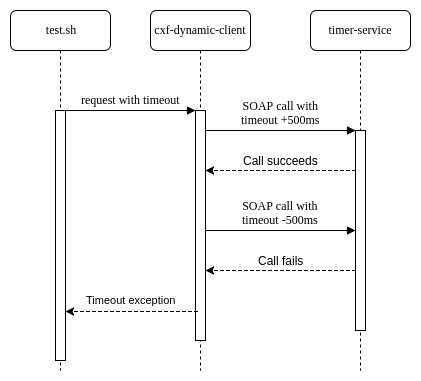 test.sh
cxf-dynamic-client
timer-service
request with timeout
SOAP call with
timeout +500ms
Call succeeds
SOAP call with
timeout -500ms
Call fails
Timeout exception